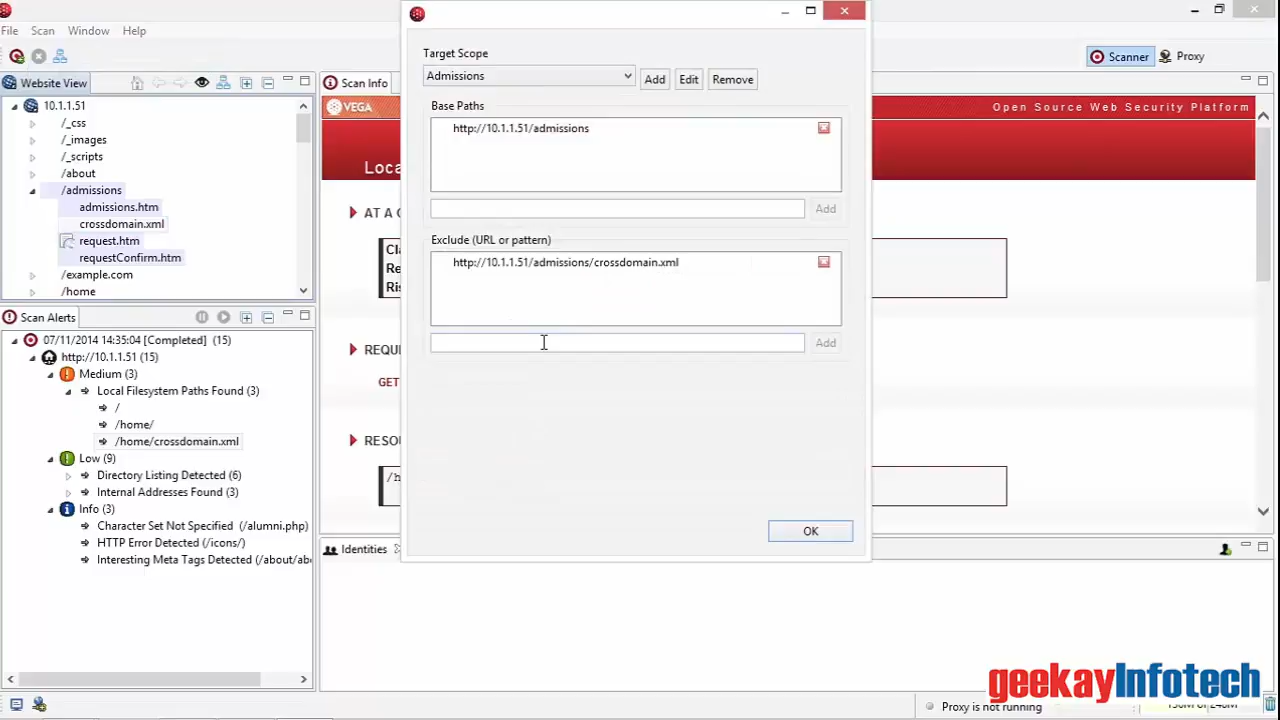 File Scan Window Help
Scanner Proxy
Website View
10.1.1.51
/_css
/_images
/_scripts
/about
/admissions
admissions.htm
crossdomain.xml
request.htm
requestConfirm.htm
/example.com
/home
Scan Alerts
07/11/2014 14:35:04 [Completed] (15)
http://10.1.1.51 (15)
Medium (3)
Local Filesystem Paths Found (3)
/
/home/
/home/crossdomain.xml
Low (9)
Directory Listing Detected (6)
Internal Addresses Found (3)
Info (3)
Character Set Not Specified (/alumni.php)
HTTP Error Detected (/icons/)
Interesting Meta Tags Detected (/about/ab
Scan Info
VEGA
Open Source Web Security Platform
Loca
AT A
Cl
Re
Ris
REQU
GET
RESO
/h
Target Scope
Admissions
Add Edit Remove
Base Paths
http://10.1.1.51/admissions
Add
Exclude (URL or pattern)
http://10.1.1.51/admissions/crossdomain.xml
Add
OK
Identities
geekayInfotech
Proxy is not running